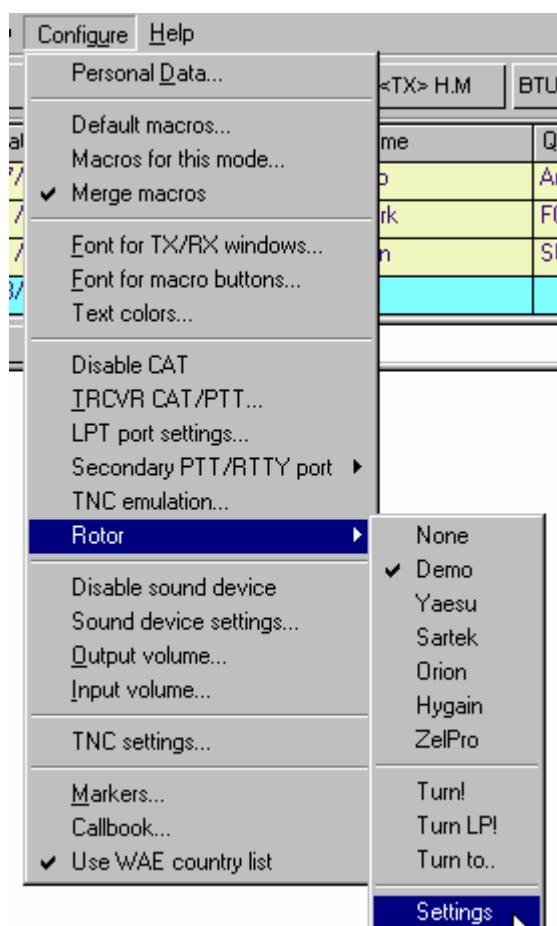 Configure Help
Personal Data...
<TX> H.M
BTU
Default macros...
me
Macros for this mode...
Merge macros
rk
Font for TX/RX windows...
n
Font for macro buttons...
Text colors...
Disable CAT
TRCVR CAT/PTT...
LPT port settings...
Secondary PTT/RTTY port
TNC emulation...
Rotor
None
Demo
Disable sound device
Yaesu
Sound device settings...
Sartek
Output volume...
Orion
Input volume...
Hygain
TNC settings...
ZelPro
Markers...
Turn!
Callbook...
Turn LP!
Use WAE country list
Turn to..
Settings